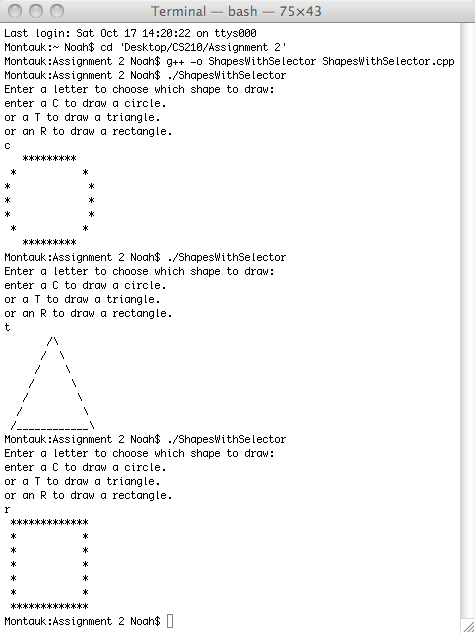 Terminal — bash — 75×43
Last login: Sat Oct 17 14:20:22 on ttys000
Montauk:~ Noah$ cd 'Desktop/CS210/Assignment 2'
Montauk:Assignment 2 Noah$ g++ -o ShapesWithSelector ShapesWithSelector.cpp
Montauk:Assignment 2 Noah$ ./ShapesWithSelector
Enter a letter to choose which shape to draw:
enter a C to draw a circle.
or a T to draw a triangle.
or an R to draw a rectangle.
c
   *********
 *           *
*             *
*             *
*             *
 *           *
   *********
Montauk:Assignment 2 Noah$ ./ShapesWithSelector
Enter a letter to choose which shape to draw:
enter a C to draw a circle.
or a T to draw a triangle.
or an R to draw a rectangle.
t
       /\
      /  \
     /    \
    /      \
   /        \
  /          \
 /____________\
Montauk:Assignment 2 Noah$ ./ShapesWithSelector
Enter a letter to choose which shape to draw:
enter a C to draw a circle.
or a T to draw a triangle.
or an R to draw a rectangle.
r
 *************
 *           *
 *           *
 *           *
 *           *
 *           *
 *************
Montauk:Assignment 2 Noah$